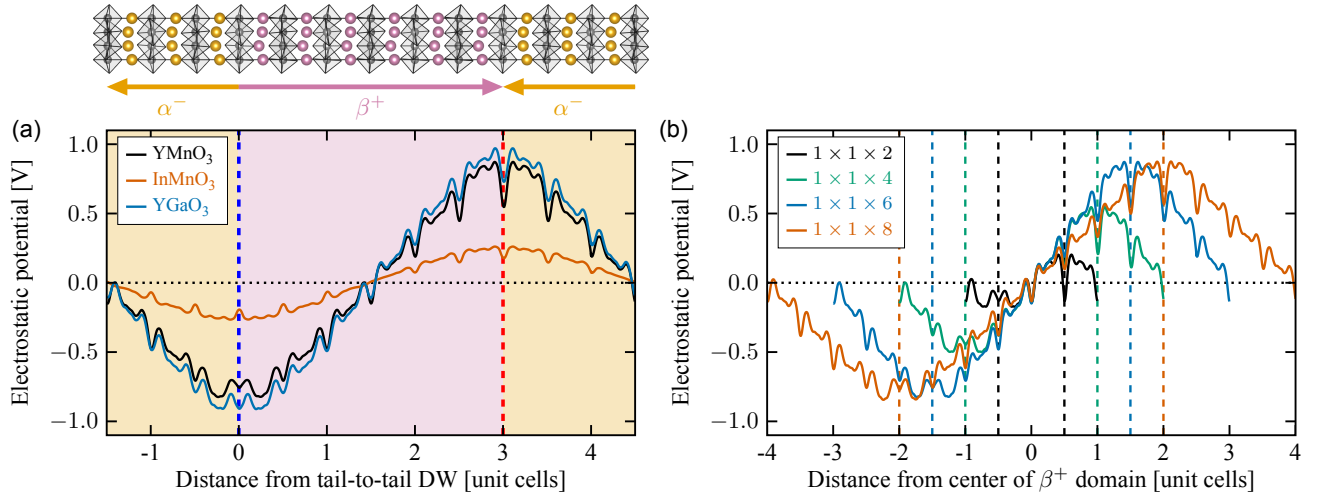 α⁻ β⁺ α⁻
(a)
Electrostatic potential [V]
1.0
0.5
0.0
−0.5
−1.0
YMnO₃
InMnO₃
YGaO₃
-1 0 1 2 3 4
Distance from tail-to-tail DW [unit cells]
(b)
Electrostatic potential [V]
1.0
0.5
0.0
−0.5
−1.0
1 × 1 × 2
1 × 1 × 4
1 × 1 × 6
1 × 1 × 8
-4 -3 -2 -1 0 1 2 3 4
Distance from center of β⁺ domain [unit cells]